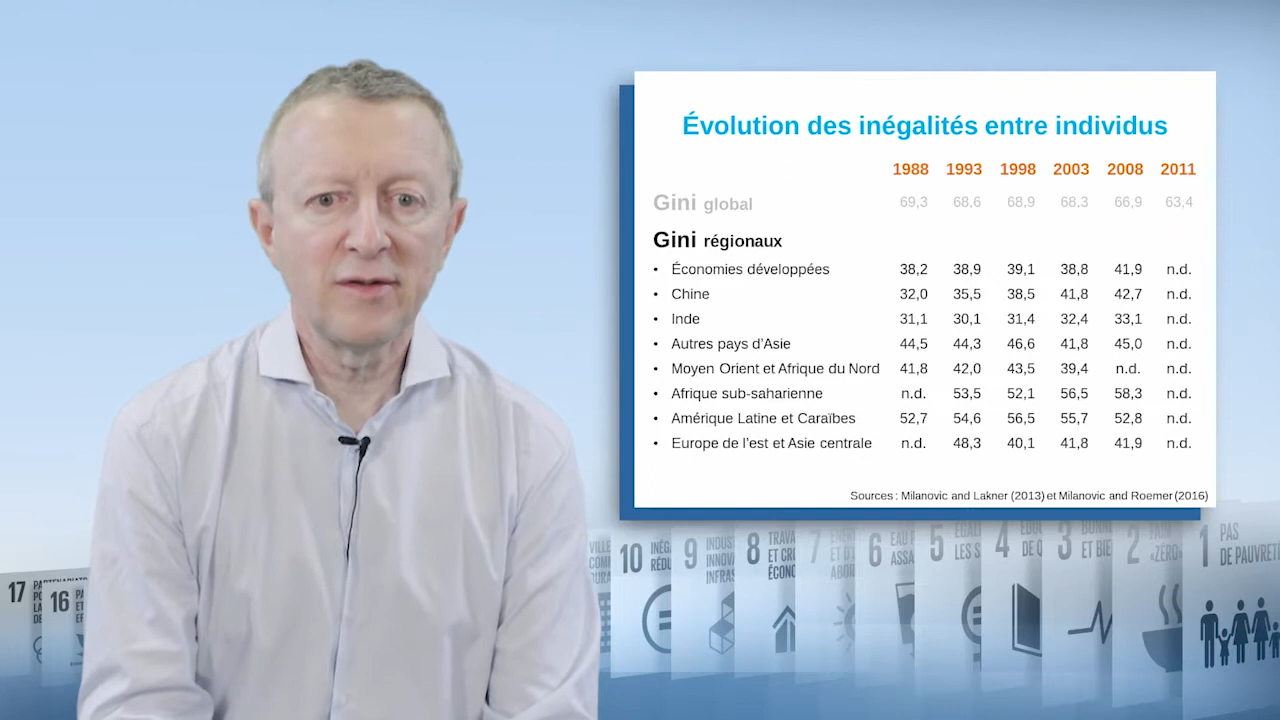 Évolution des inégalités entre individus
1988 1993 1998 2003 2008 2011
Gini global 69,3 68,6 68,9 68,3 66,9 63,4
Gini régionaux
• Économies développées 38,2 38,9 39,1 38,8 41,9 n.d.
• Chine 32,0 35,5 38,5 41,8 42,7 n.d.
• Inde 31,1 30,1 31,4 32,4 33,1 n.d.
• Autres pays d'Asie 44,5 44,3 46,6 41,8 45,0 n.d.
• Moyen Orient et Afrique du Nord 41,8 42,0 43,5 39,4 n.d. n.d.
• Afrique sub-saharienne n.d. 53,5 52,1 56,5 58,3 n.d.
• Amérique Latine et Caraïbes 52,7 54,6 56,5 55,7 52,8 n.d.
• Europe de l'est et Asie centrale n.d. 48,3 40,1 41,8 41,9 n.d.
Sources : Milanovic and Lakner (2013) et Milanovic and Roemer (2016)
17
16
10
9
8
7
6
5
4
3
2
«ZÉRO»
1 PAS
DE PAUVRET